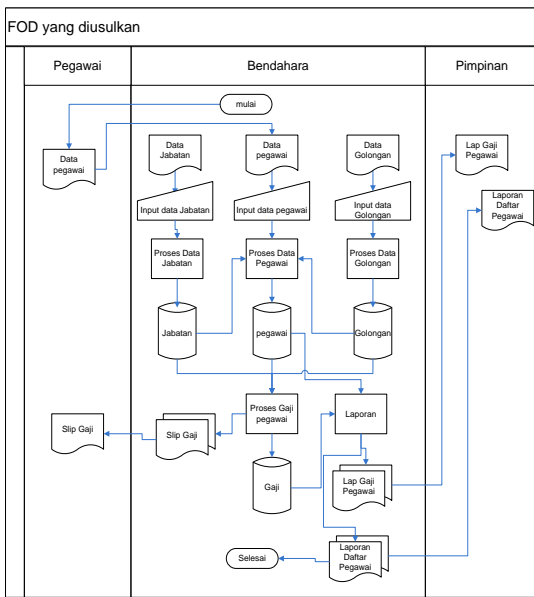 FOD yang diusulkan
Pegawai
Bendahara
Pimpinan
mulai
Data
pegawai
Data
Jabatan
Data
pegawai
Data
Golongan
Lap Gaji
Pegawai
Laporan
Daftar
Pegawai
Input data Jabatan
Input data pegawai
Input data
Golongan
Proses Data
Jabatan
Proses Data
Pegawai
Proses Data
Golongan
Jabatan
pegawai
Golongan
Proses Gaji
pegawai
Laporan
Slip Gaji
Slip Gaji
Gaji
Lap Gaji
Pegawai
Selesai
Laporan
Daftar
Pegawai